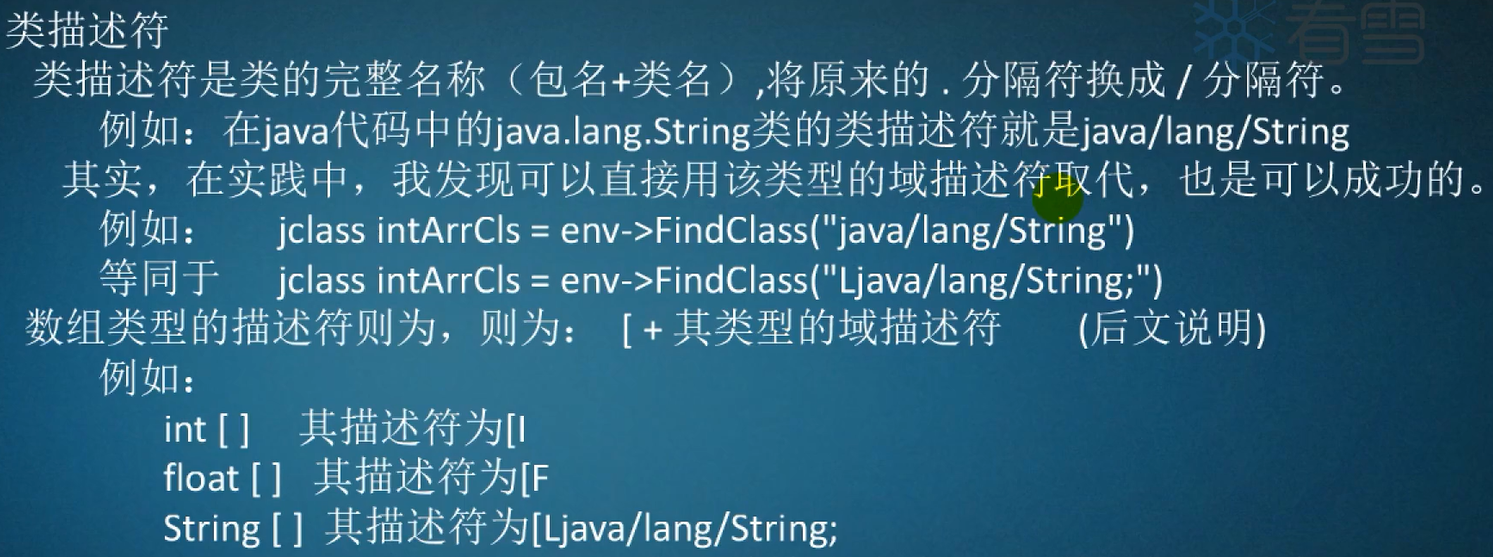 看雪
类描述符
类描述符是类的完整名称（包名+类名）,将原来的 . 分隔符换成 / 分隔符。
例如：在java代码中的java.lang.String类的类描述符就是java/lang/String
其实，在实践中，我发现可以直接用该类型的域描述符取代，也是可以成功的。
例如： jclass intArrCls = env->FindClass("java/lang/String")
等同于 jclass intArrCls = env->FindClass("Ljava/lang/String;")
数组类型的描述符则为，则为： [ + 其类型的域描述符 (后文说明)
例如：
int [ ] 其描述符为[I
float [ ] 其描述符为[F
String [ ] 其描述符为[Ljava/lang/String;